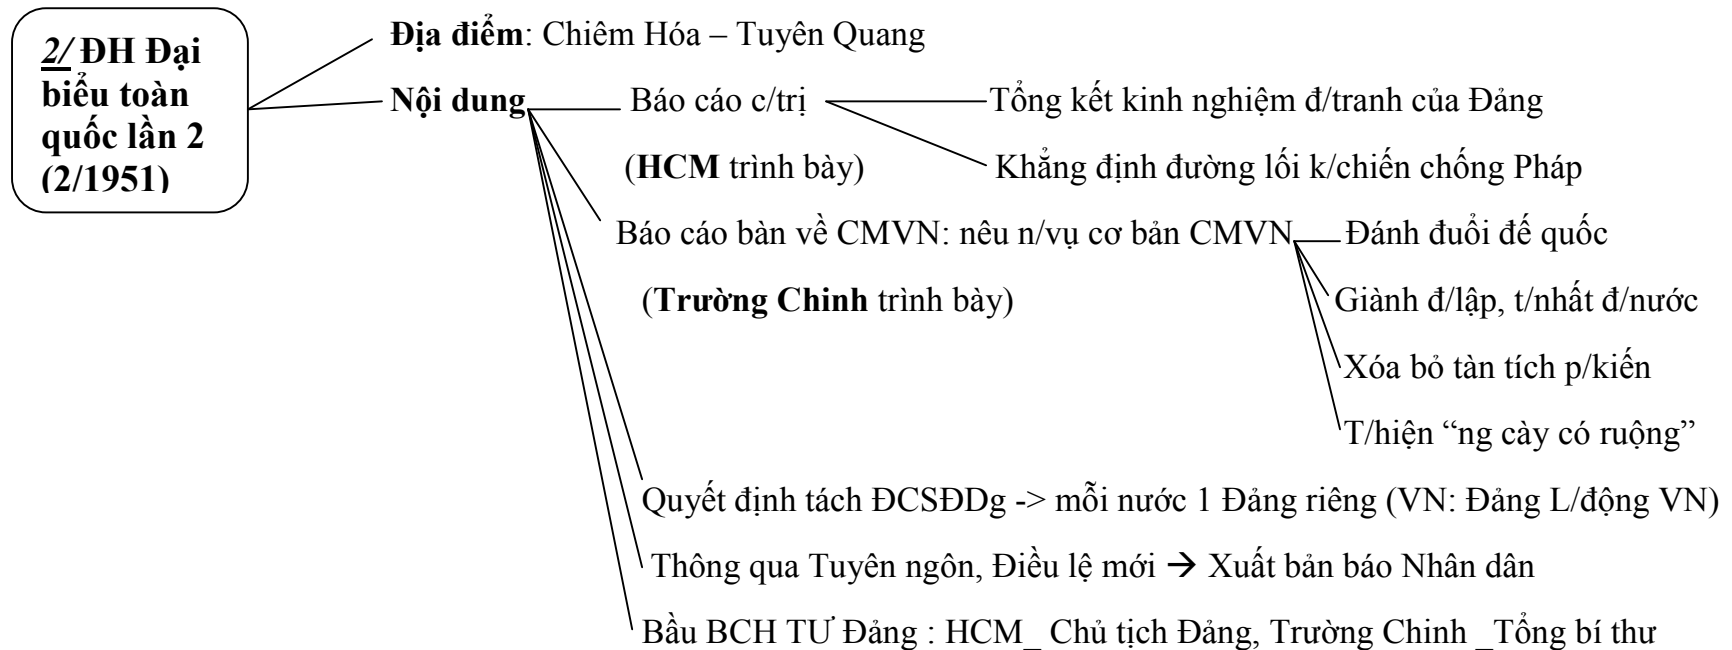 2/ ĐH Đại
biểu toàn
quốc lần 2
(2/1951)
Địa điểm: Chiêm Hóa – Tuyên Quang
Nội dung
Báo cáo c/trị
Tổng kết kinh nghiệm đ/tranh của Đảng
(HCM trình bày)
Khẳng định đường lối k/chiến chống Pháp
Báo cáo bàn về CMVN: nêu n/vụ cơ bản CMVN
Đánh đuổi đế quốc
(Trường Chinh trình bày)
Giành đ/lập, t/nhất đ/nước
Xóa bỏ tàn tích p/kiến
T/hiện “ng cày có ruộng”
Quyết định tách ĐCSĐDg -> mỗi nước 1 Đảng riêng (VN: Đảng L/động VN)
Thông qua Tuyên ngôn, Điều lệ mới → Xuất bản báo Nhân dân
Bầu BCH TƯ Đảng : HCM_ Chủ tịch Đảng, Trường Chinh _Tổng bí thư